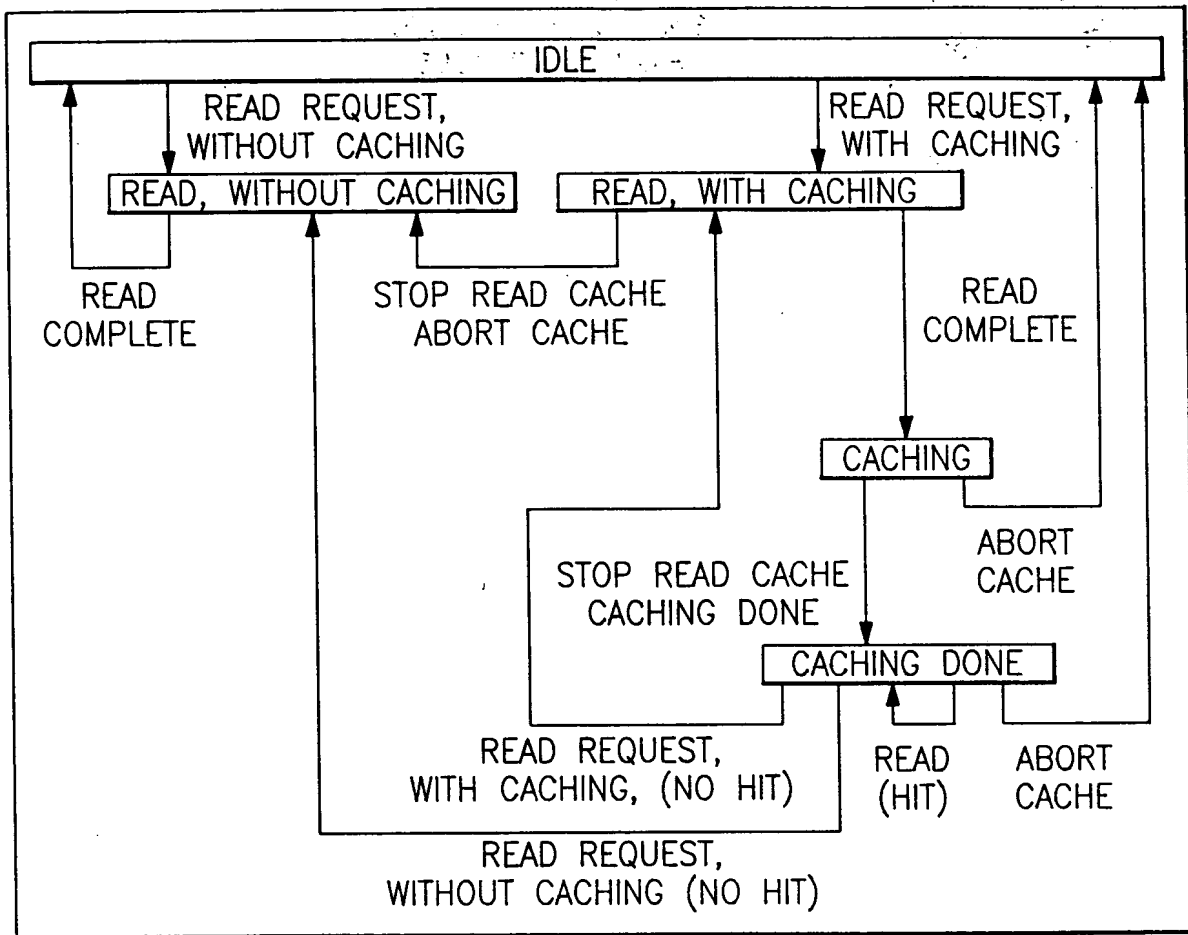 IDLE
READ REQUEST,
WITHOUT CACHING
READ REQUEST,
WITH CACHING
READ, WITHOUT CACHING
READ, WITH CACHING
READ
COMPLETE
STOP READ CACHE
ABORT CACHE
READ
COMPLETE
CACHING
ABORT
CACHE
STOP READ CACHE
CACHING DONE
CACHING DONE
READ REQUEST,
WITH CACHING, (NO HIT)
READ
(HIT)
ABORT
CACHE
READ REQUEST,
WITHOUT CACHING (NO HIT)